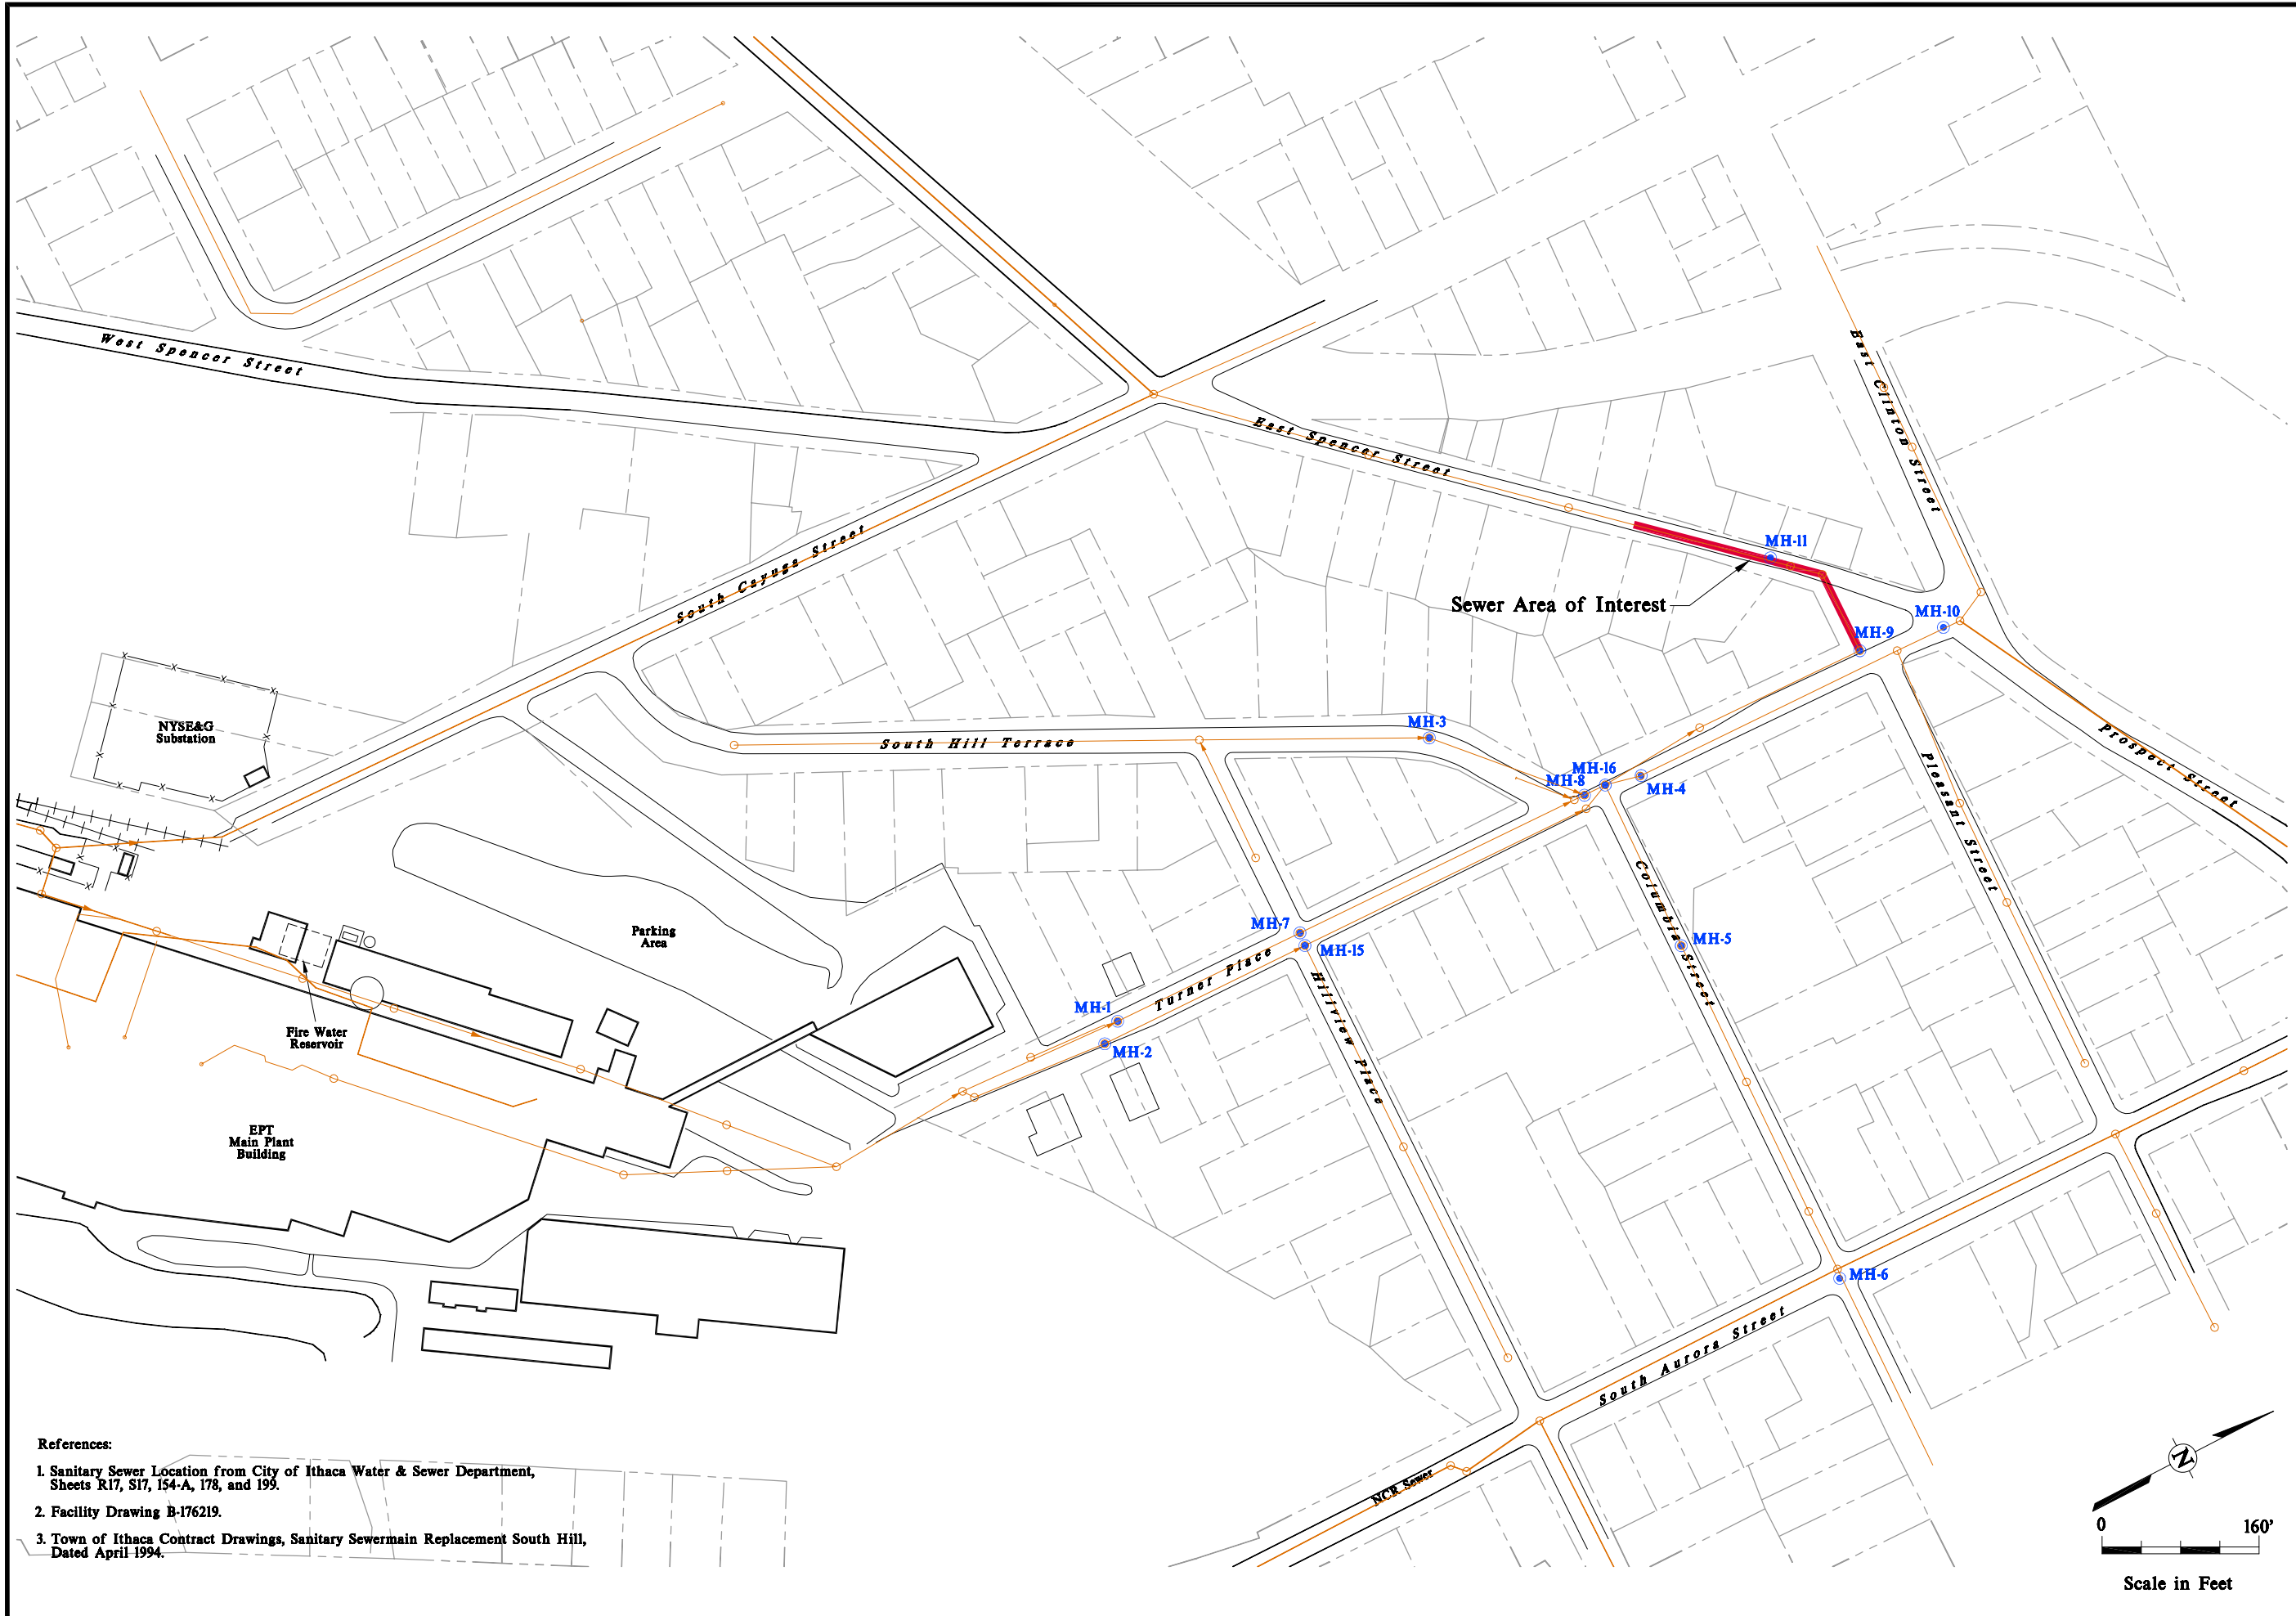 West Spencer Street
East Clinton Street
East Spencer Street
South Cayuga Street
MH-11
Sewer Area of Interest
MH-10
MH-9
NYSE&G
Substation
MH-3
South Hill Terrace
Prospect Street
Pleasant Street
MH-16
MH-8
MH-4
Columbia Street
Parking
Area
MH-7
MH-5
MH-15
Turner Place
Hillview Place
MH-1
Fire Water
Reservoir
MH-2
EPT
Main Plant
Building
MH-6
South Aurora Street
NCR Sewer
References:
1. Sanitary Sewer Location from City of Ithaca Water & Sewer Department,
Sheets R17, S17, 154-A, 178, and 199.
2. Facility Drawing B-176219.
3. Town of Ithaca Contract Drawings, Sanitary Sewermain Replacement South Hill,
Dated April 1994.
N
0 160'
Scale in Feet